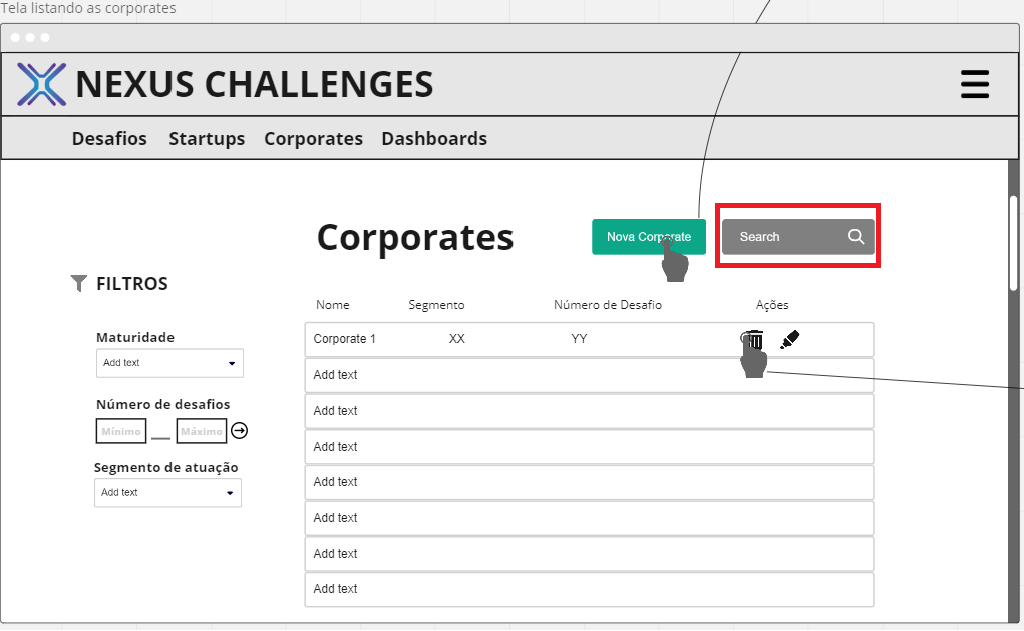 Tela listando as corporates
NEXUS CHALLENGES
Desafios Startups Corporates Dashboards
Corporates
Nova Corporate
Search
FILTROS
Maturidade
Add text
Número de desafios
Mínimo
Máximo
Segmento de atuação
Add text
Nome Segmento Número de Desafio Ações
Corporate 1 XX YY
Add text
Add text
Add text
Add text
Add text
Add text
Add text